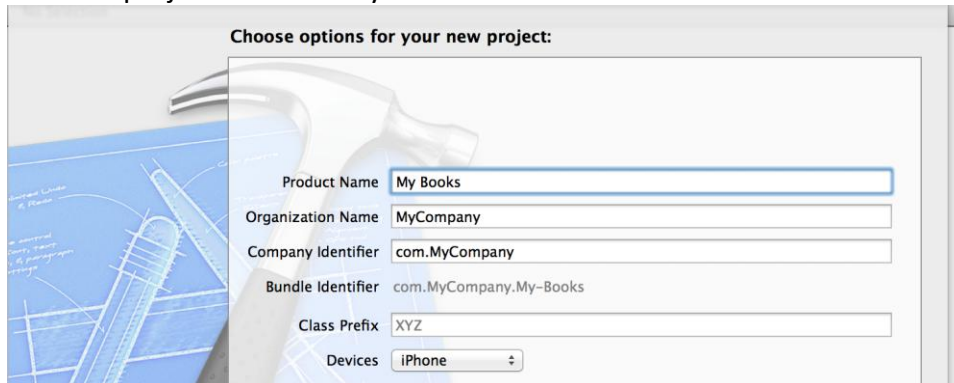 Choose options for your new project:
Product Name My Books
Organization Name MyCompany
Company Identifier com.MyCompany
Bundle Identifier com.MyCompany.My-Books
Class Prefix XYZ
Devices iPhone